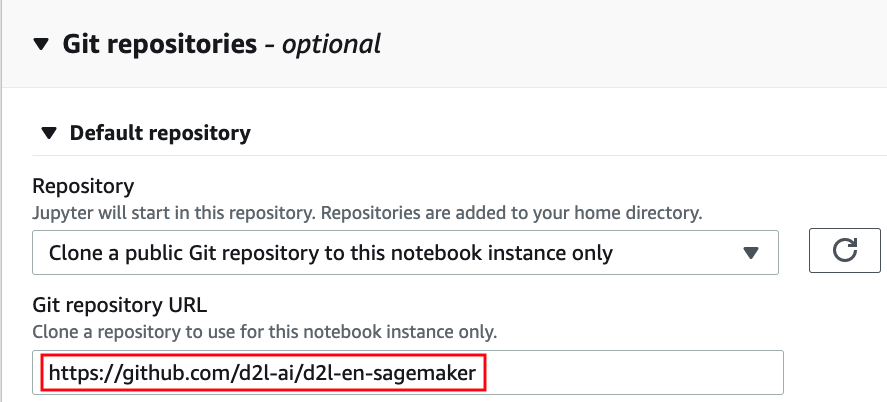 Git repositories - optional
Default repository
Repository
Jupyter will start in this repository. Repositories are added to your home directory.
Clone a public Git repository to this notebook instance only
Git repository URL
Clone a repository to use for this notebook instance only.
https://github.com/d2l-ai/d2l-en-sagemaker